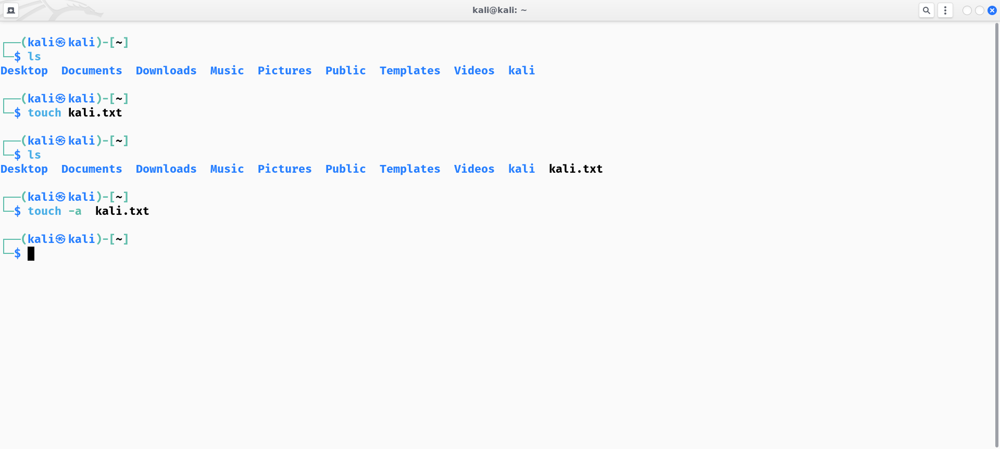 kali@kali: ~
┌──(kali㉿kali)-[~]
└─$ ls
Desktop  Documents  Downloads  Music  Pictures  Public  Templates  Videos  kali
┌──(kali㉿kali)-[~]
└─$ touch kali.txt
┌──(kali㉿kali)-[~]
└─$ ls
Desktop  Documents  Downloads  Music  Pictures  Public  Templates  Videos  kali  kali.txt
┌──(kali㉿kali)-[~]
└─$ touch -a  kali.txt
┌──(kali㉿kali)-[~]
└─$